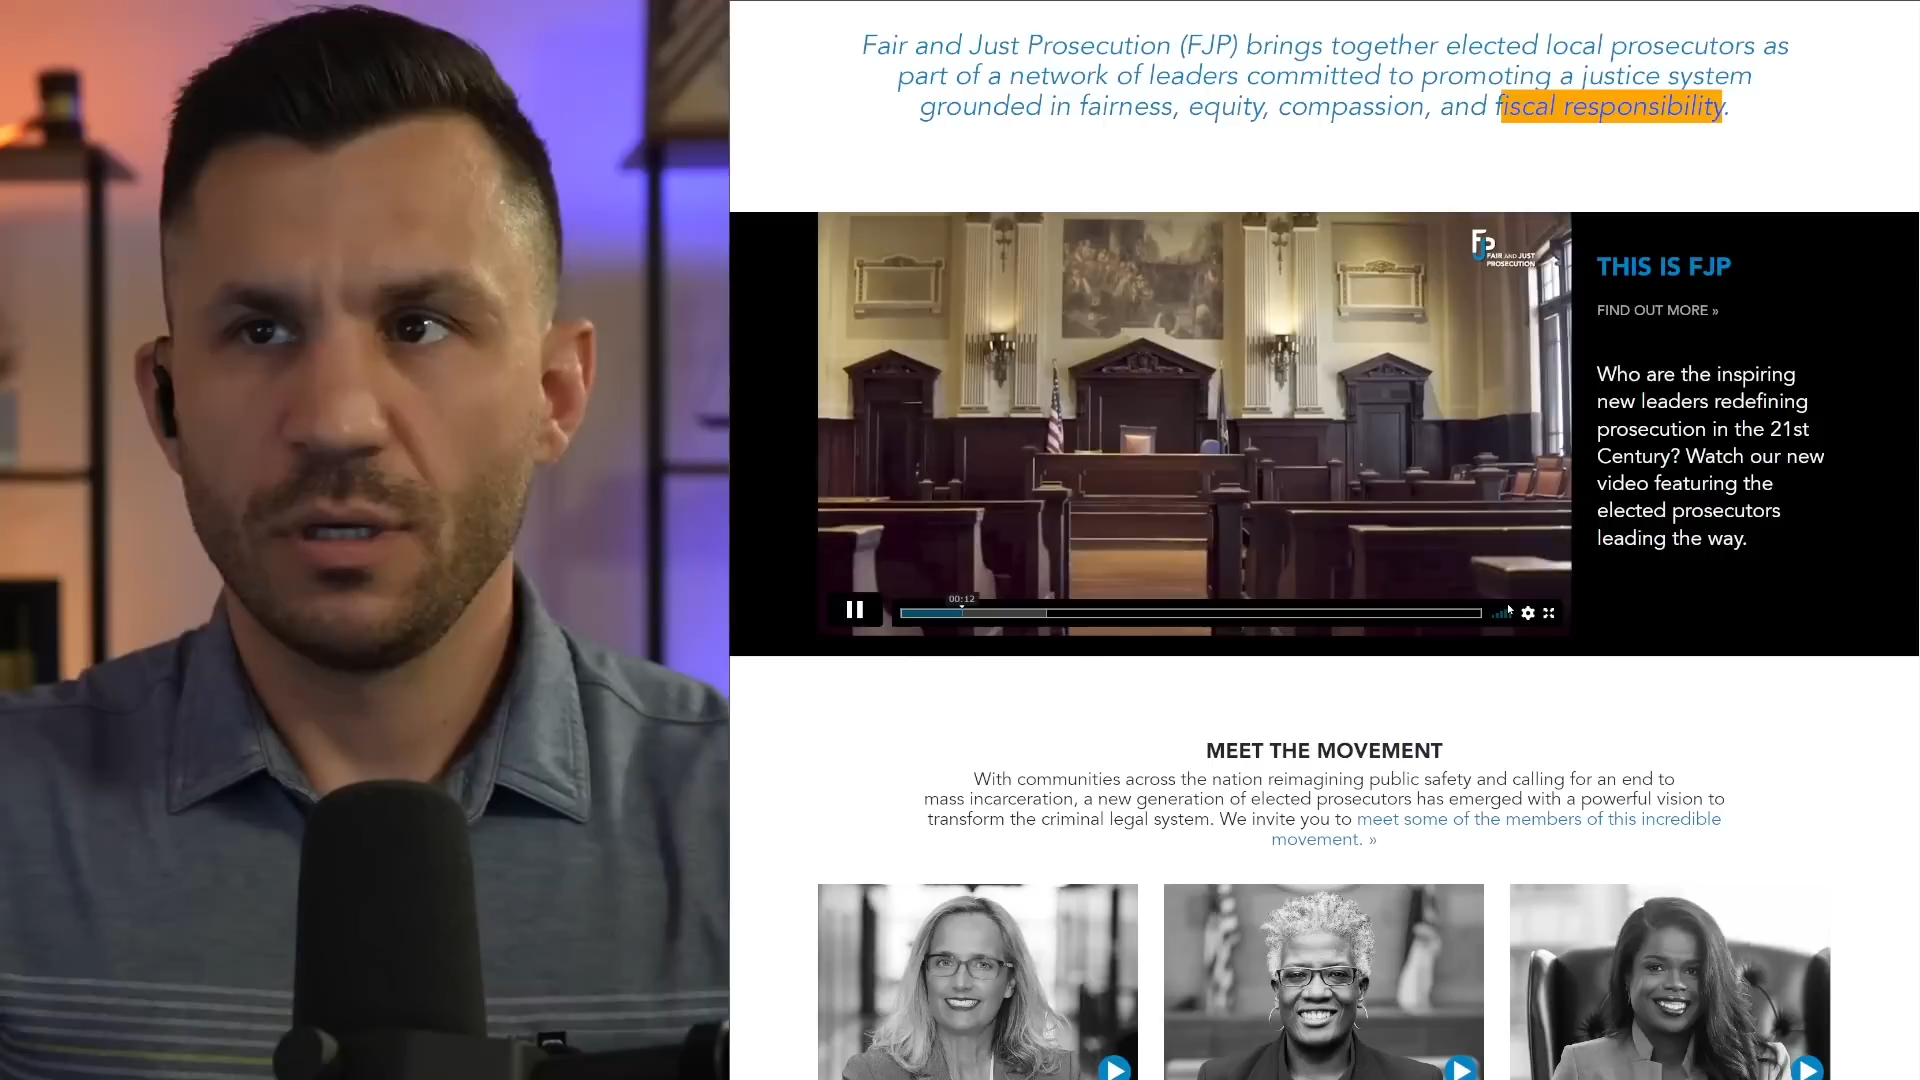 Fair and Just Prosecution (FJP) brings together elected local prosecutors as
part of a network of leaders committed to promoting a justice system
grounded in fairness, equity, compassion, and fiscal responsibility.
FJP
FAIR AND JUST
PROSECUTION
THIS IS FJP
FIND OUT MORE »
Who are the inspiring
new leaders redefining
prosecution in the 21st
Century? Watch our new
video featuring the
elected prosecutors
leading the way.
00:12
MEET THE MOVEMENT
With communities across the nation reimagining public safety and calling for an end to
mass incarceration, a new generation of elected prosecutors has emerged with a powerful vision to
transform the criminal legal system. We invite you to meet some of the members of this incredible
movement. »